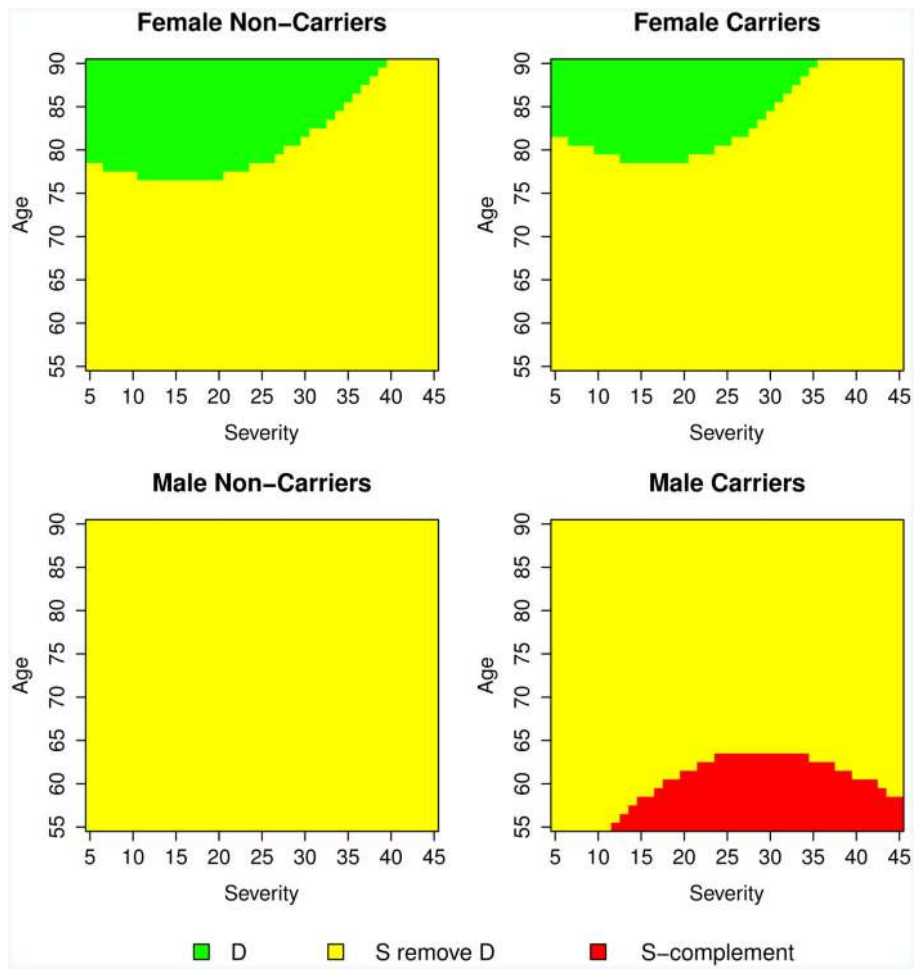 Female Non−Carriers
Female Carriers
90
85
80
75
70
65
60
55
Age
5 10 15 20 25 30 35 40 45
Severity
90
85
80
75
70
65
60
55
Age
5 10 15 20 25 30 35 40 45
Severity
Male Non−Carriers
Male Carriers
90
85
80
75
70
65
60
55
Age
5 10 15 20 25 30 35 40 45
Severity
90
85
80
75
70
65
60
55
Age
5 10 15 20 25 30 35 40 45
Severity
D S remove D S−complement